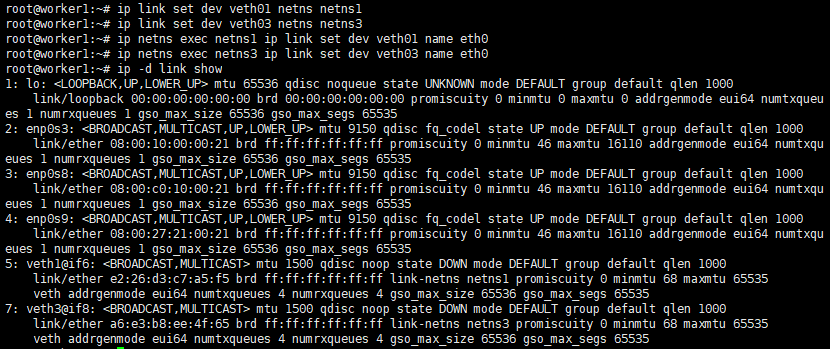 root@worker1:~# ip link set dev veth01 netns netns1
root@worker1:~# ip link set dev veth03 netns netns3
root@worker1:~# ip netns exec netns1 ip link set dev veth01 name eth0
root@worker1:~# ip netns exec netns3 ip link set dev veth03 name eth0
root@worker1:~# ip -d link show
1: lo: <LOOPBACK,UP,LOWER_UP> mtu 65536 qdisc noqueue state UNKNOWN mode DEFAULT group default qlen 1000
    link/loopback 00:00:00:00:00:00 brd 00:00:00:00:00:00 promiscuity 0 minmtu 0 maxmtu 0 addrgenmode eui64 numtxqueu
es 1 numrxqueues 1 gso_max_size 65536 gso_max_segs 65535
2: enp0s3: <BROADCAST,MULTICAST,UP,LOWER_UP> mtu 9150 qdisc fq_codel state UP mode DEFAULT group default qlen 1000
    link/ether 08:00:10:00:00:21 brd ff:ff:ff:ff:ff:ff promiscuity 0 minmtu 46 maxmtu 16110 addrgenmode eui64 numtxqu
eues 1 numrxqueues 1 gso_max_size 65536 gso_max_segs 65535
3: enp0s8: <BROADCAST,MULTICAST,UP,LOWER_UP> mtu 9150 qdisc fq_codel state UP mode DEFAULT group default qlen 1000
    link/ether 08:00:c0:10:00:21 brd ff:ff:ff:ff:ff:ff promiscuity 0 minmtu 46 maxmtu 16110 addrgenmode eui64 numtxqu
eues 1 numrxqueues 1 gso_max_size 65536 gso_max_segs 65535
4: enp0s9: <BROADCAST,MULTICAST,UP,LOWER_UP> mtu 9150 qdisc fq_codel state UP mode DEFAULT group default qlen 1000
    link/ether 08:00:27:21:00:21 brd ff:ff:ff:ff:ff:ff promiscuity 0 minmtu 46 maxmtu 16110 addrgenmode eui64 numtxqu
eues 1 numrxqueues 1 gso_max_size 65536 gso_max_segs 65535
5: veth1@if6: <BROADCAST,MULTICAST> mtu 1500 qdisc noop state DOWN mode DEFAULT group default qlen 1000
    link/ether e2:26:d3:c7:a5:f5 brd ff:ff:ff:ff:ff:ff link-netns netns1 promiscuity 0 minmtu 68 maxmtu 65535
    veth addrgenmode eui64 numtxqueues 4 numrxqueues 4 gso_max_size 65536 gso_max_segs 65535
7: veth3@if8: <BROADCAST,MULTICAST> mtu 1500 qdisc noop state DOWN mode DEFAULT group default qlen 1000
    link/ether a6:e3:b8:ee:4f:65 brd ff:ff:ff:ff:ff:ff link-netns netns3 promiscuity 0 minmtu 68 maxmtu 65535
    veth addrgenmode eui64 numtxqueues 4 numrxqueues 4 gso_max_size 65536 gso_max_segs 65535